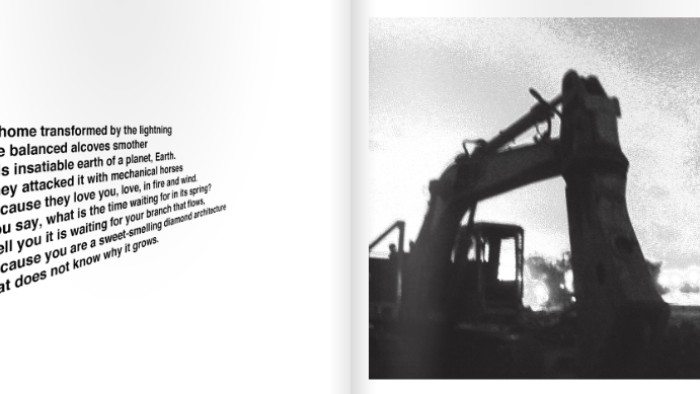 home transformed by the lightning
balanced alcoves smother
insatiable earth of a planet, Earth.
attacked it with mechanical horses
cause they love you, love, in fire and wind.
say, what is the time waiting for in its spring?
ell you it is waiting for your branch that flows,
cause you are a sweet-smelling diamond architecture
at does not know why it grows.